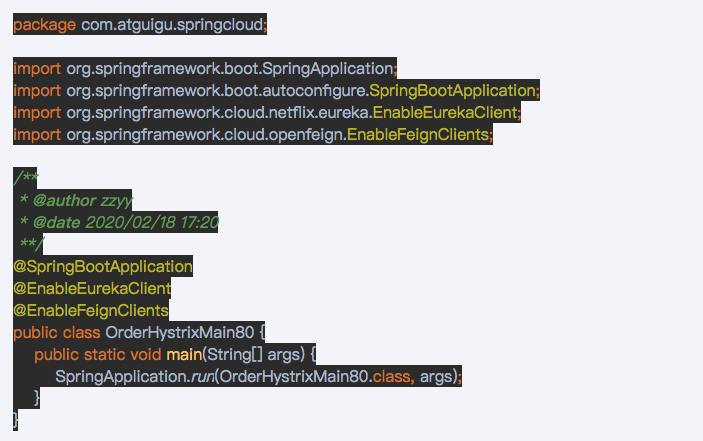 package com.atguigu.springcloud;
import org.springframework.boot.SpringApplication;
import org.springframework.boot.autoconfigure.SpringBootApplication;
import org.springframework.cloud.netflix.eureka.EnableEurekaClient;
import org.springframework.cloud.openfeign.EnableFeignClients;
/**
 * @author zzyy
 * @date 2020/02/18 17:20
 **/
@SpringBootApplication
@EnableEurekaClient
@EnableFeignClients
public class OrderHystrixMain80 {
    public static void main(String[] args) {
        SpringApplication.run(OrderHystrixMain80.class, args);
    }
}